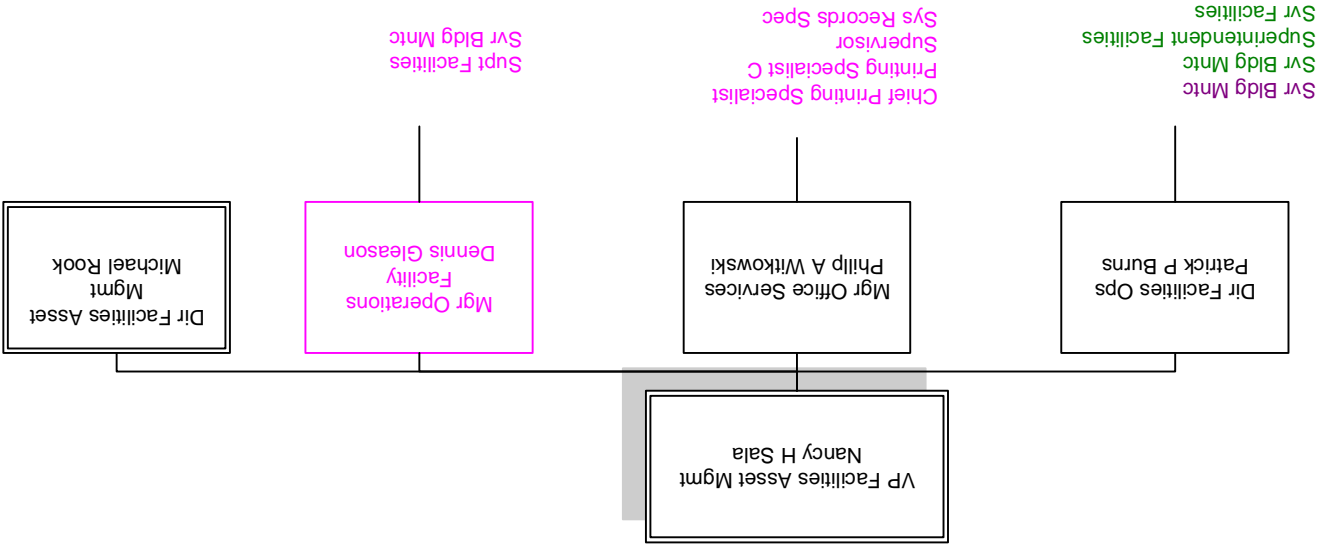 VP Facilities Asset Mgmt
Nancy H Sala
Dir Facilities Ops
Patrick P Burns
Mgr Office Services
Philip A Witkowski
Mgr Operations
Facility
Dennis Gleason
Dir Facilities Asset
Mgmt
Michael Rook
Svr Bldg Mntc
Svr Bldg Mntc
Superintendent Facilities
Svr Facilities
Chief Printing Specialist
Printing Specialist C
Supervisor
Sys Records Spec
Supt Facilities
Svr Bldg Mntc